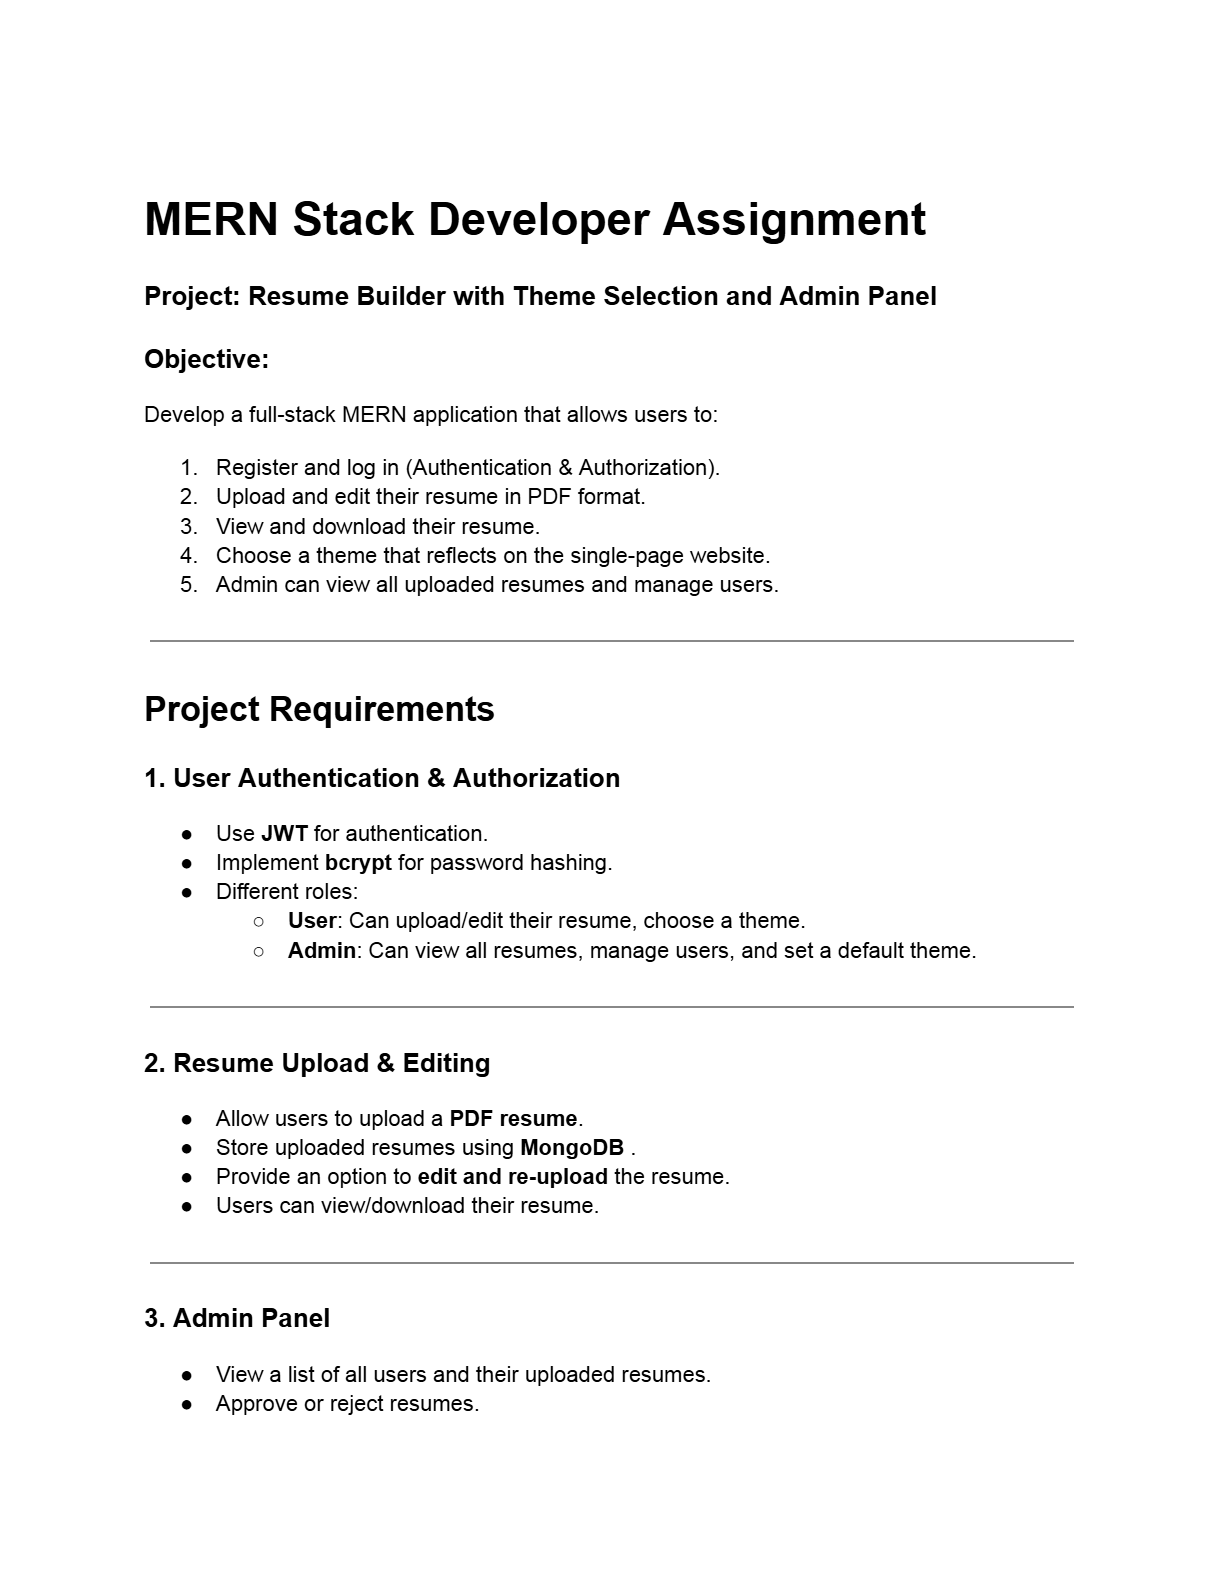 MERN Stack Developer Assignment
Project: Resume Builder with Theme Selection and Admin Panel
Objective:
Develop a full-stack MERN application that allows users to:
1. Register and log in (Authentication & Authorization).
2. Upload and edit their resume in PDF format.
3. View and download their resume.
4. Choose a theme that reflects on the single-page website.
5. Admin can view all uploaded resumes and manage users.
Project Requirements
1. User Authentication & Authorization
● Use JWT for authentication.
● Implement bcrypt for password hashing.
● Different roles:
○ User: Can upload/edit their resume, choose a theme.
○ Admin: Can view all resumes, manage users, and set a default theme.
2. Resume Upload & Editing
● Allow users to upload a PDF resume.
● Store uploaded resumes using MongoDB .
● Provide an option to edit and re-upload the resume.
● Users can view/download their resume.
3. Admin Panel
● View a list of all users and their uploaded resumes.
● Approve or reject resumes.